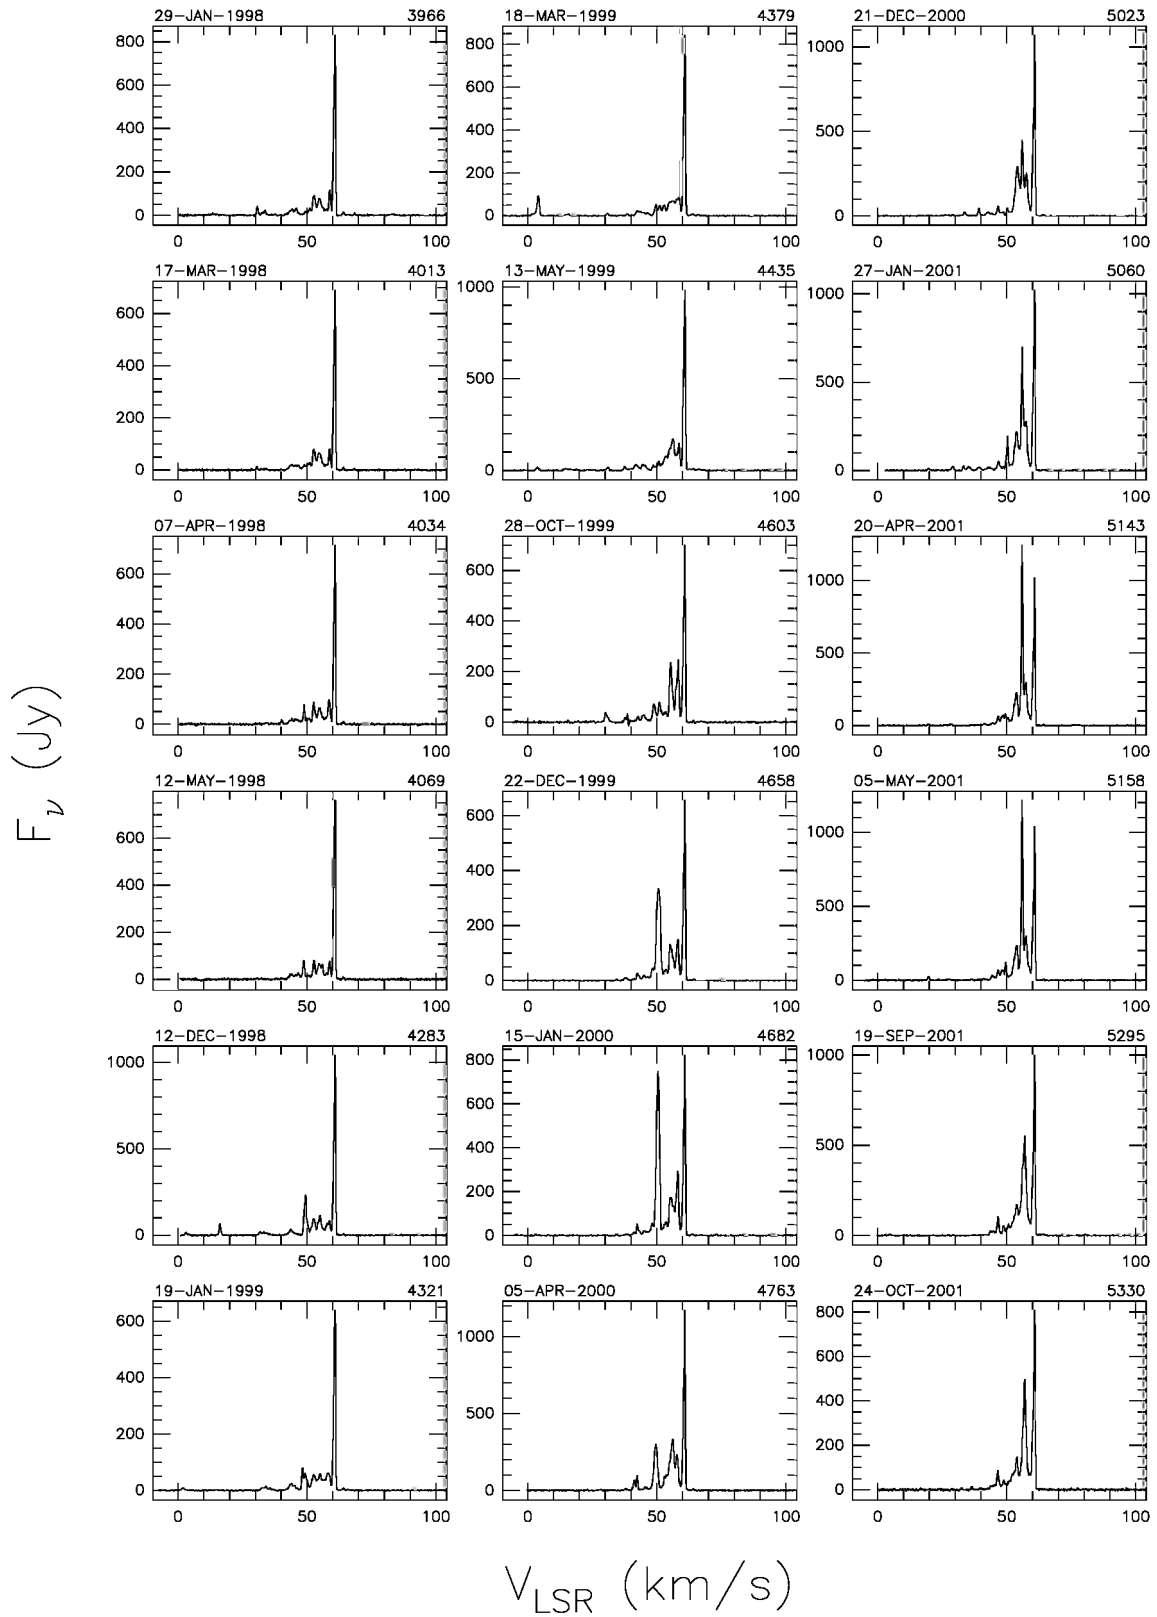 29-JAN-1998 3966 18-MAR-1999 4379 21-DEC-2000 5023
800 800 1000
600 600
400 400 500
200 200
0 0 0
0 50 100 0 50 100 0 50 100
17-MAR-1998 4013 13-MAY-1999 4435 27-JAN-2001 5060
600 1000 1000
400 500 500
200
0 0 0
0 50 100 0 50 100 0 50 100
07-APR-1998 4034 28-OCT-1999 4603 20-APR-2001 5143
600 600 1000
400 400 500
200 200
0 0 0
0 50 100 0 50 100 0 50 100
12-MAY-1998 4069 22-DEC-1999 4658 05-MAY-2001 5158
600 600 1000
400 400 500
200 200
0 0 0
0 50 100 0 50 100 0 50 100
12-DEC-1998 4283 15-JAN-2000 4682 19-SEP-2001 5295
1000 800 1000
600
500 400 500
200
0 0 0
0 50 100 0 50 100 0 50 100
19-JAN-1999 4321 05-APR-2000 4763 24-OCT-2001 5330
600 1000 800
400 500 600
200 400
200
0 0 0
0 50 100 0 50 100 0 50 100
Fν (Jy)
VLSR (km/s)